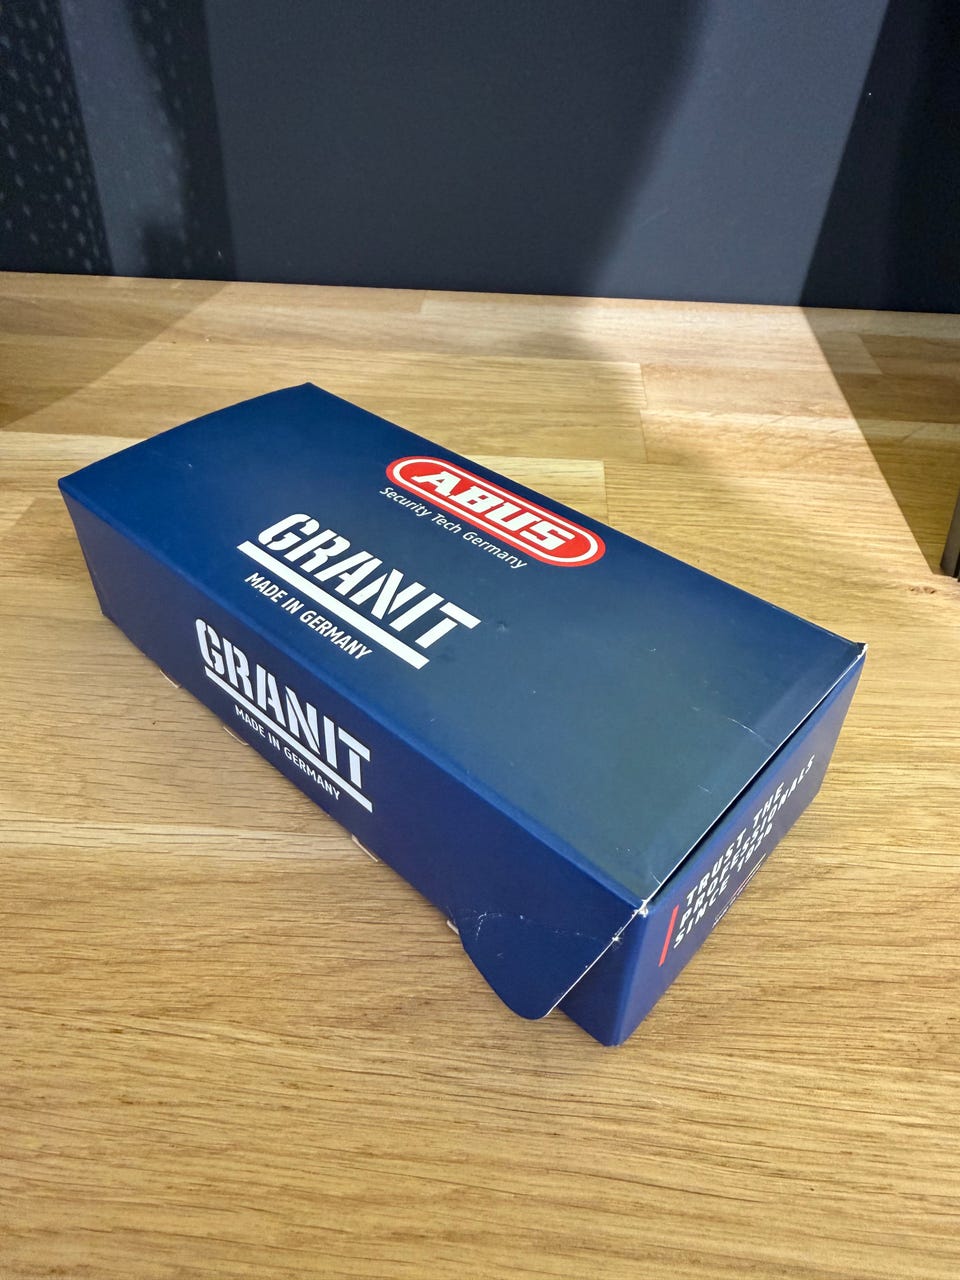 ABUS
Security Tech Germany
GRANIT
MADE IN GERMANY
GRANIT
MADE IN GERMANY
TRUST THE
PROFESSIONALS
SINCE 1924